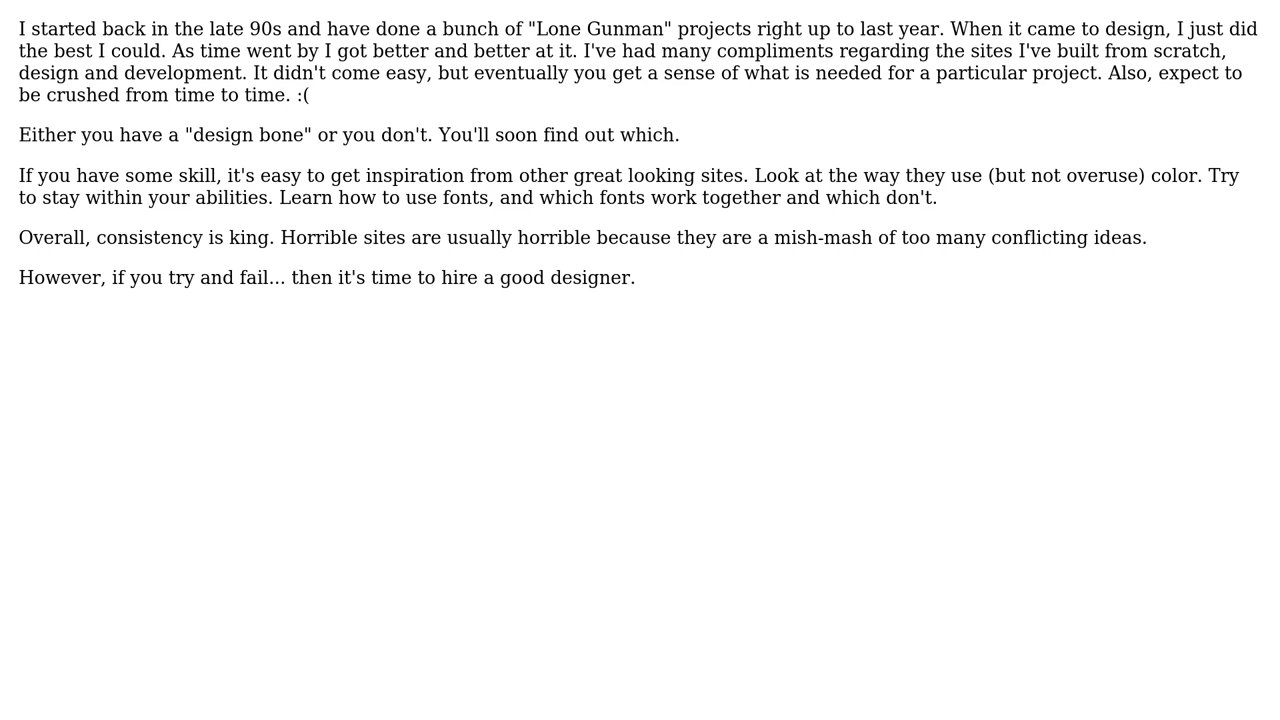 I started back in the late 90s and have done a bunch of "Lone Gunman" projects right up to last year. When it came to design, I just did
the best I could. As time went by I got better and better at it. I've had many compliments regarding the sites I've built from scratch,
design and development. It didn't come easy, but eventually you get a sense of what is needed for a particular project. Also, expect to
be crushed from time to time. :(
Either you have a "design bone" or you don't. You'll soon find out which.
If you have some skill, it's easy to get inspiration from other great looking sites. Look at the way they use (but not overuse) color. Try
to stay within your abilities. Learn how to use fonts, and which fonts work together and which don't.
Overall, consistency is king. Horrible sites are usually horrible because they are a mish-mash of too many conflicting ideas.
However, if you try and fail... then it's time to hire a good designer.